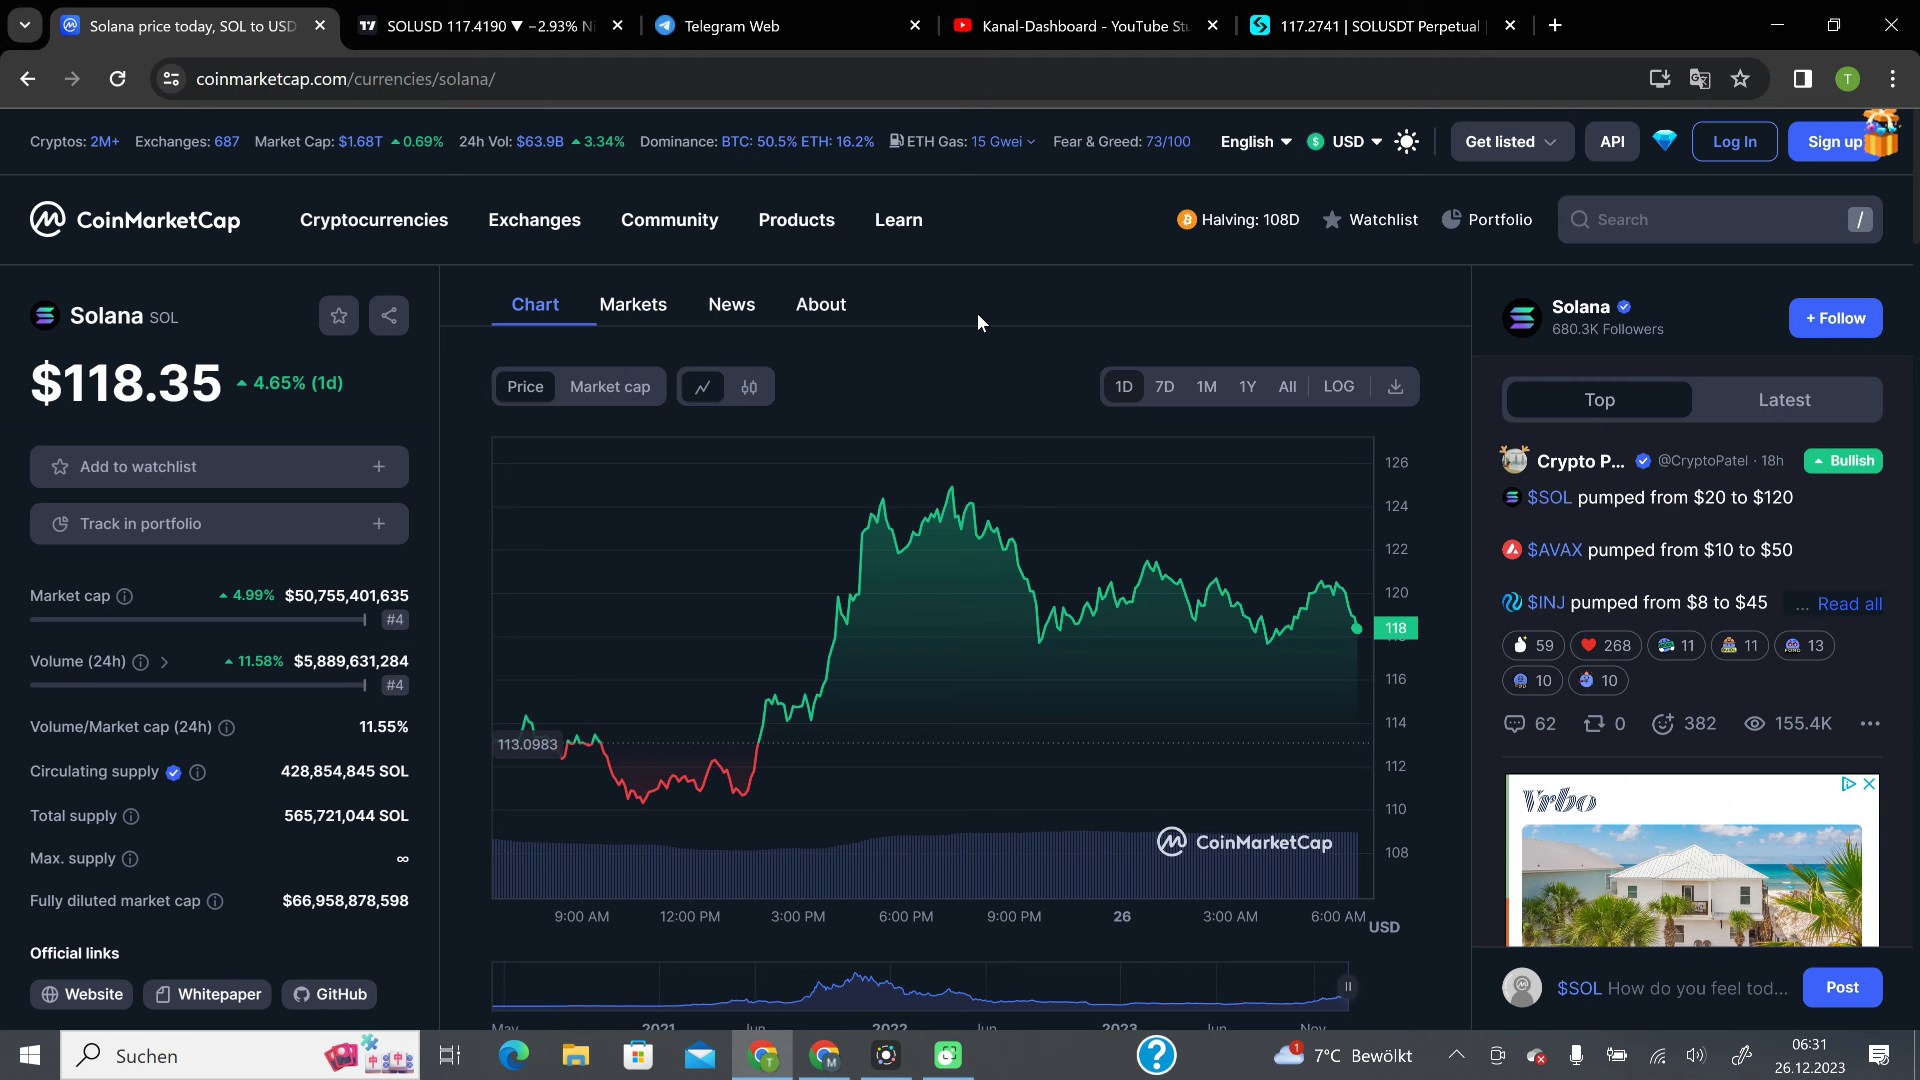 Solana price today, SOL to USD
SOLUSD 117.4190 ▼ −2.93% Ni
Telegram Web
Kanal-Dashboard - YouTube Stu
117.2741 | SOLUSDT Perpetual
coinmarketcap.com/currencies/solana/
T
Cryptos: 2M+ Exchanges: 687 Market Cap: $1.68T ▲ 0.69% 24h Vol: $63.9B ▲ 3.34% Dominance: BTC: 50.5% ETH: 16.2% ETH Gas: 15 Gwei Fear & Greed: 73/100 English USD Get listed API Log In Sign up
CoinMarketCap Cryptocurrencies Exchanges Community Products Learn Halving: 108D Watchlist Portfolio Search /
Solana SOL
$118.35 ▲ 4.65% (1d)
Add to watchlist +
Track in portfolio +
Market cap ▲ 4.99% $50,755,401,635
#4
Volume (24h) ▲ 11.58% $5,889,631,284
#4
Volume/Market cap (24h) 11.55%
Circulating supply 428,854,845 SOL
Total supply 565,721,044 SOL
Max. supply ∞
Fully diluted market cap $66,958,878,598
Official links
Website Whitepaper GitHub
Chart Markets News About
Price Market cap
1D 7D 1M 1Y All LOG
126
124
122
120
118
116
114
113.0983
112
110
108
CoinMarketCap
9:00 AM 12:00 PM 3:00 PM 6:00 PM 9:00 PM 26 3:00 AM 6:00 AM
USD
May 2021 Jun 2022 Jun 2023 Jun Nov
Solana
680.3K Followers
+ Follow
Top Latest
Crypto P... @CryptoPatel · 18h ▲ Bullish
$SOL pumped from $20 to $120
$AVAX pumped from $10 to $50
$INJ pumped from $8 to $45 ... Read all
59 268 11 11 13
10 10
62 0 382 155.4K
Vrbo
$SOL How do you feel tod... Post
Suchen
1 7°C Bewölkt
06:31
26.12.2023